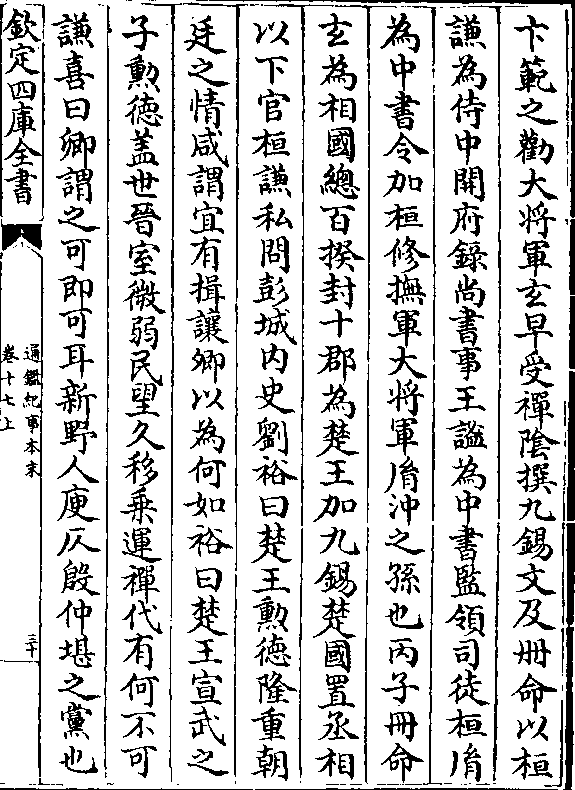 卞範之勸大将軍𤣥早受禪陰撰九錫文及册命以桓
謙為侍中開府錄尚書事王謐為中書監領司徒桓脩
為中書令加桓修撫軍大将軍脩沖之孫也丙子冊命
𤣥為相國總百揆封十郡為楚王加九錫楚國置丞相
以下官桓謙私問彭城内史劉裕曰楚王勲德隆重朝
廷之情咸謂宜有揖讓卿以為何如裕曰楚王宣武之
子勲徳蓋世晉室微弱民望久移乗運禪代有何不可
謙喜曰卿謂之可即可耳新野人庾仄殷仲堪之黨也
欽定四庫全書
通鑑紀事本末
卷十七上
三十